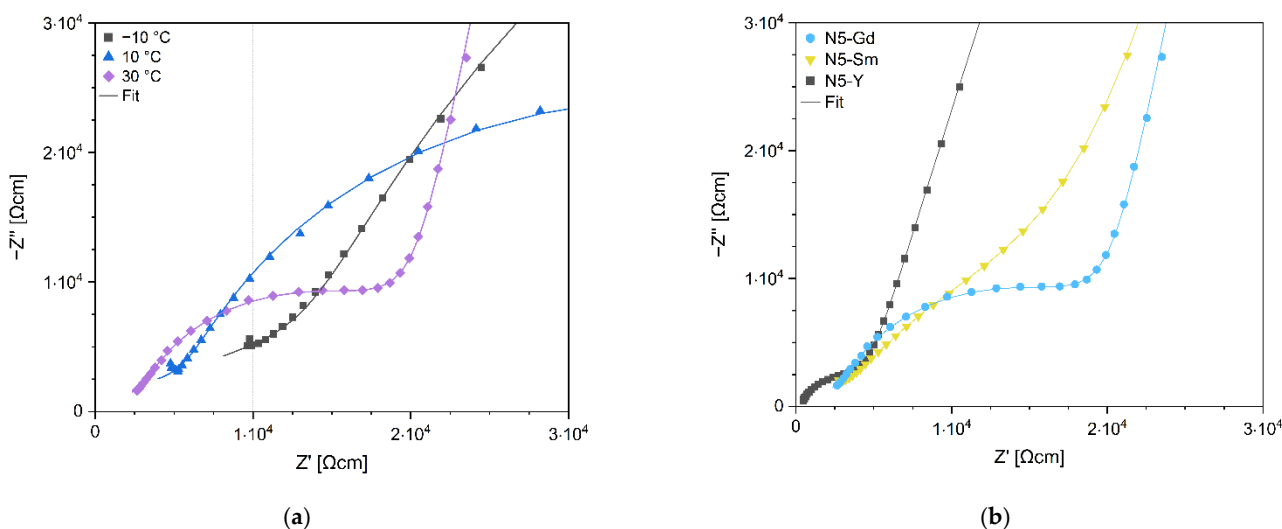 3·10⁴
−10 °C
10 °C
30 °C
Fit
2·10⁴
−Z'' [Ωcm]
1·10⁴
0
0
1·10⁴
2·10⁴
3·10⁴
Z' [Ωcm]
(a)
3·10⁴
N5-Gd
N5-Sm
N5-Y
Fit
2·10⁴
−Z'' [Ωcm]
1·10⁴
0
0
1·10⁴
2·10⁴
3·10⁴
Z' [Ωcm]
(b)